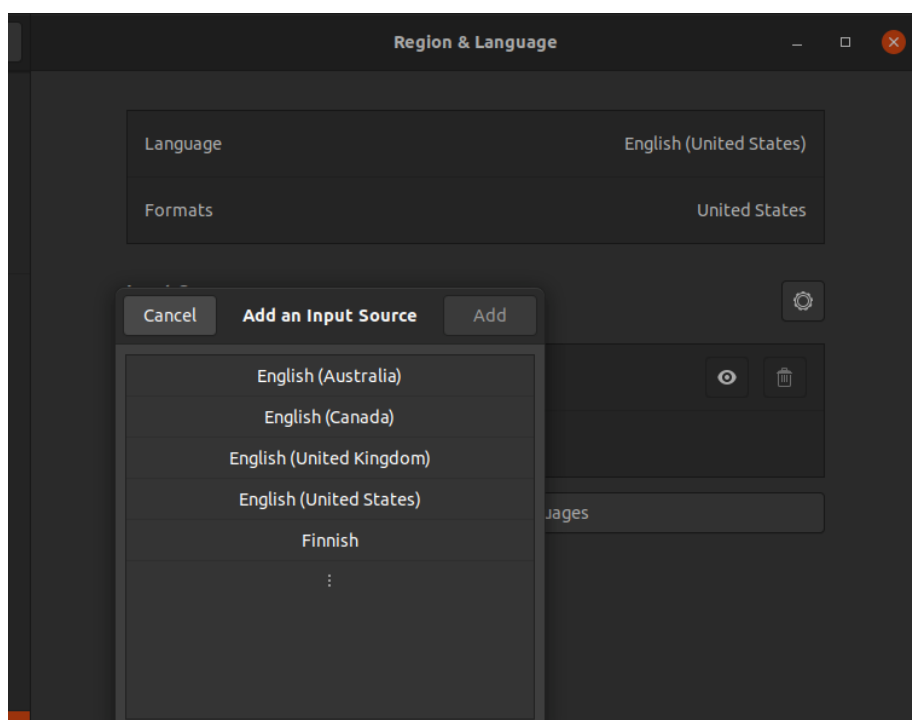 Region & Language
Language English (United States)
Formats United States
Cancel Add an Input Source Add
English (Australia)
English (Canada)
English (United Kingdom)
English (United States)
Finnish